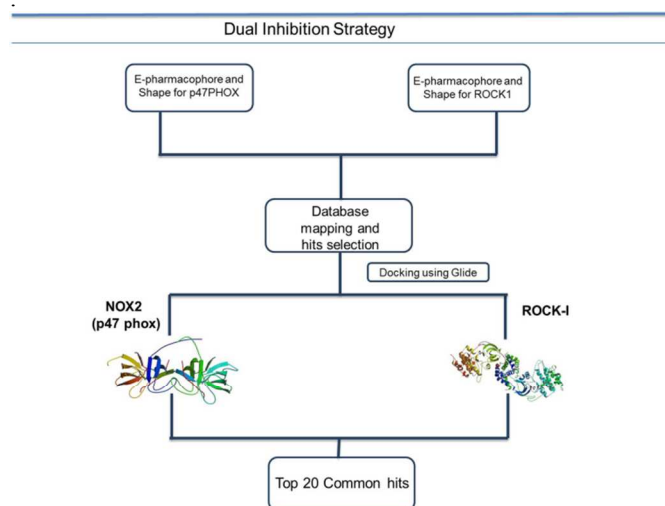 Dual Inhibition Strategy
E-pharmacophore and
Shape for p47PHOX
E-pharmacophore and
Shape for ROCK1
Database
mapping and
hits selection
Docking using Glide
NOX2
(p47 phox)
ROCK-I
Top 20 Common hits